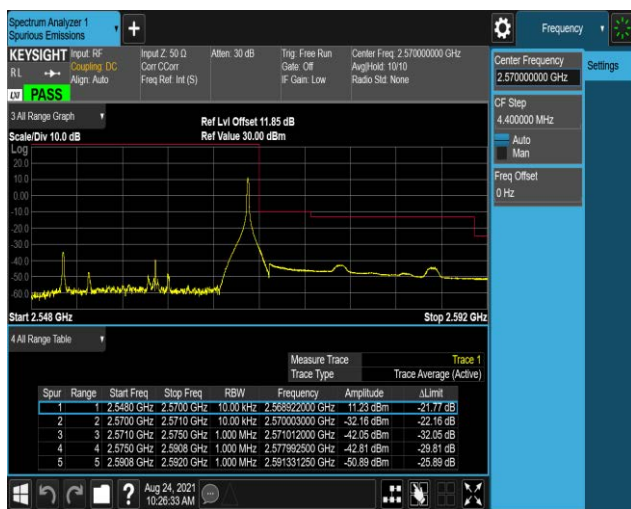 Spectrum Analyzer 1
Spurious Emissions
Frequency
KEYSIGHT Input: RF Input Z: 50 Ω Atten: 30 dB Trig: Free Run Center Freq: 2.570000000 GHz
RL Coupling: DC Corr CCorr Gate: Off Avg|Hold: 10/10
Align: Auto Freq Ref: Int (S) IF Gain: Low Radio Std: None
LXI PASS
Center Frequency
2.570000000 GHz
Settings
CF Step
4.400000 MHz
Auto
Man
Freq Offset
0 Hz
3 All Range Graph
Ref Lvl Offset 11.85 dB
Scale/Div 10.0 dB Ref Value 30.00 dBm
Log
20.0
10.0
0.00
-10.0
-20.0
-30.0
-40.0
-50.0
-60.0
Start 2.548 GHz Stop 2.592 GHz
4 All Range Table
Measure Trace Trace 1
Trace Type Trace Average (Active)
Spur Range Start Freq Stop Freq RBW Frequency Amplitude ΔLimit
1 1 2.5480 GHz 2.5700 GHz 10.00 kHz 2.568922000 GHz 11.23 dBm -21.77 dB
2 2 2.5700 GHz 2.5710 GHz 10.00 kHz 2.570003000 GHz -32.16 dBm -22.16 dB
3 3 2.5710 GHz 2.5750 GHz 1.000 MHz 2.571012000 GHz -42.05 dBm -32.05 dB
4 4 2.5750 GHz 2.5908 GHz 1.000 MHz 2.577992500 GHz -42.81 dBm -29.81 dB
5 5 2.5908 GHz 2.5920 GHz 1.000 MHz 2.591331250 GHz -50.89 dBm -25.89 dB
Aug 24, 2021
10:26:33 AM